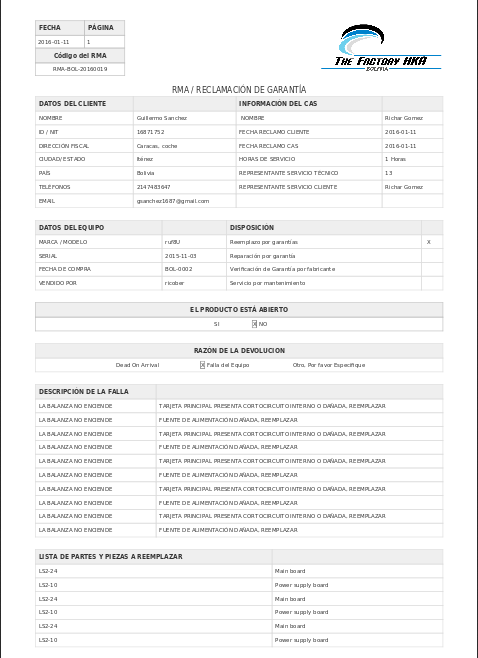 FECHA PÁGINA
2016-01-11 1
Código del RMA
RMA-BOL-20160019
THE FACTORY HKA
BOLIVIA
RMA / RECLAMACIÓN DE GARANTÍA
DATOS DEL CLIENTE INFORMACIÓN DEL CAS
NOMBRE Guillermo Sanchez NOMBRE Richar Gomez
ID / NIT 16871752 FECHA RECLAMO CLIENTE 2016-01-11
DIRECCIÓN FISCAL Caracas, coche FECHA RECLAMO CAS 2016-01-11
CIUDAD/ESTADO Iténez HORAS DE SERVICIO 1 Horas
PAÍS Bolivia REPRESENTANTE SERVICIO TÉCNICO 13
TELÉFONOS 2147483647 REPRESENTANTE SERVICIO CLIENTE Richar Gomez
EMAIL gsanchez1687@gmail.com
DATOS DEL EQUIPO DISPOSICIÓN
MARCA / MODELO Reemplazo por garantías X
SERIAL 2015-11-03 Reparación por garantía
FECHA DE COMPRA BOL-0002 Verificación de Garantía por fabricante
VENDIDO POR ricober Servicio por mantenimiento
EL PRODUCTO ESTÁ ABIERTO
SI X NO
RAZÓN DE LA DEVOLUCION
Dead On Arrival X Falla del Equipo Otro. Por favor Especifique
DESCRIPCIÓN DE LA FALLA
LA BALANZA NO ENCIENDE TARJETA PRINCIPAL PRESENTA CORTOCIRCUITO INTERNO O DAÑADA, REEMPLAZAR
LA BALANZA NO ENCIENDE FUENTE DE ALIMENTACIÓN DAÑADA, REEMPLAZAR
LA BALANZA NO ENCIENDE TARJETA PRINCIPAL PRESENTA CORTOCIRCUITO INTERNO O DAÑADA, REEMPLAZAR
LA BALANZA NO ENCIENDE FUENTE DE ALIMENTACIÓN DAÑADA, REEMPLAZAR
LA BALANZA NO ENCIENDE TARJETA PRINCIPAL PRESENTA CORTOCIRCUITO INTERNO O DAÑADA, REEMPLAZAR
LA BALANZA NO ENCIENDE FUENTE DE ALIMENTACIÓN DAÑADA, REEMPLAZAR
LA BALANZA NO ENCIENDE TARJETA PRINCIPAL PRESENTA CORTOCIRCUITO INTERNO O DAÑADA, REEMPLAZAR
LA BALANZA NO ENCIENDE FUENTE DE ALIMENTACIÓN DAÑADA, REEMPLAZAR
LA BALANZA NO ENCIENDE TARJETA PRINCIPAL PRESENTA CORTOCIRCUITO INTERNO O DAÑADA, REEMPLAZAR
LA BALANZA NO ENCIENDE FUENTE DE ALIMENTACIÓN DAÑADA, REEMPLAZAR
LISTA DE PARTES Y PIEZAS A REEMPLAZAR
LS2-24 Main board
LS2-10 Power supply board
LS2-24 Main board
LS2-10 Power supply board
LS2-24 Main board
LS2-10 Power supply board